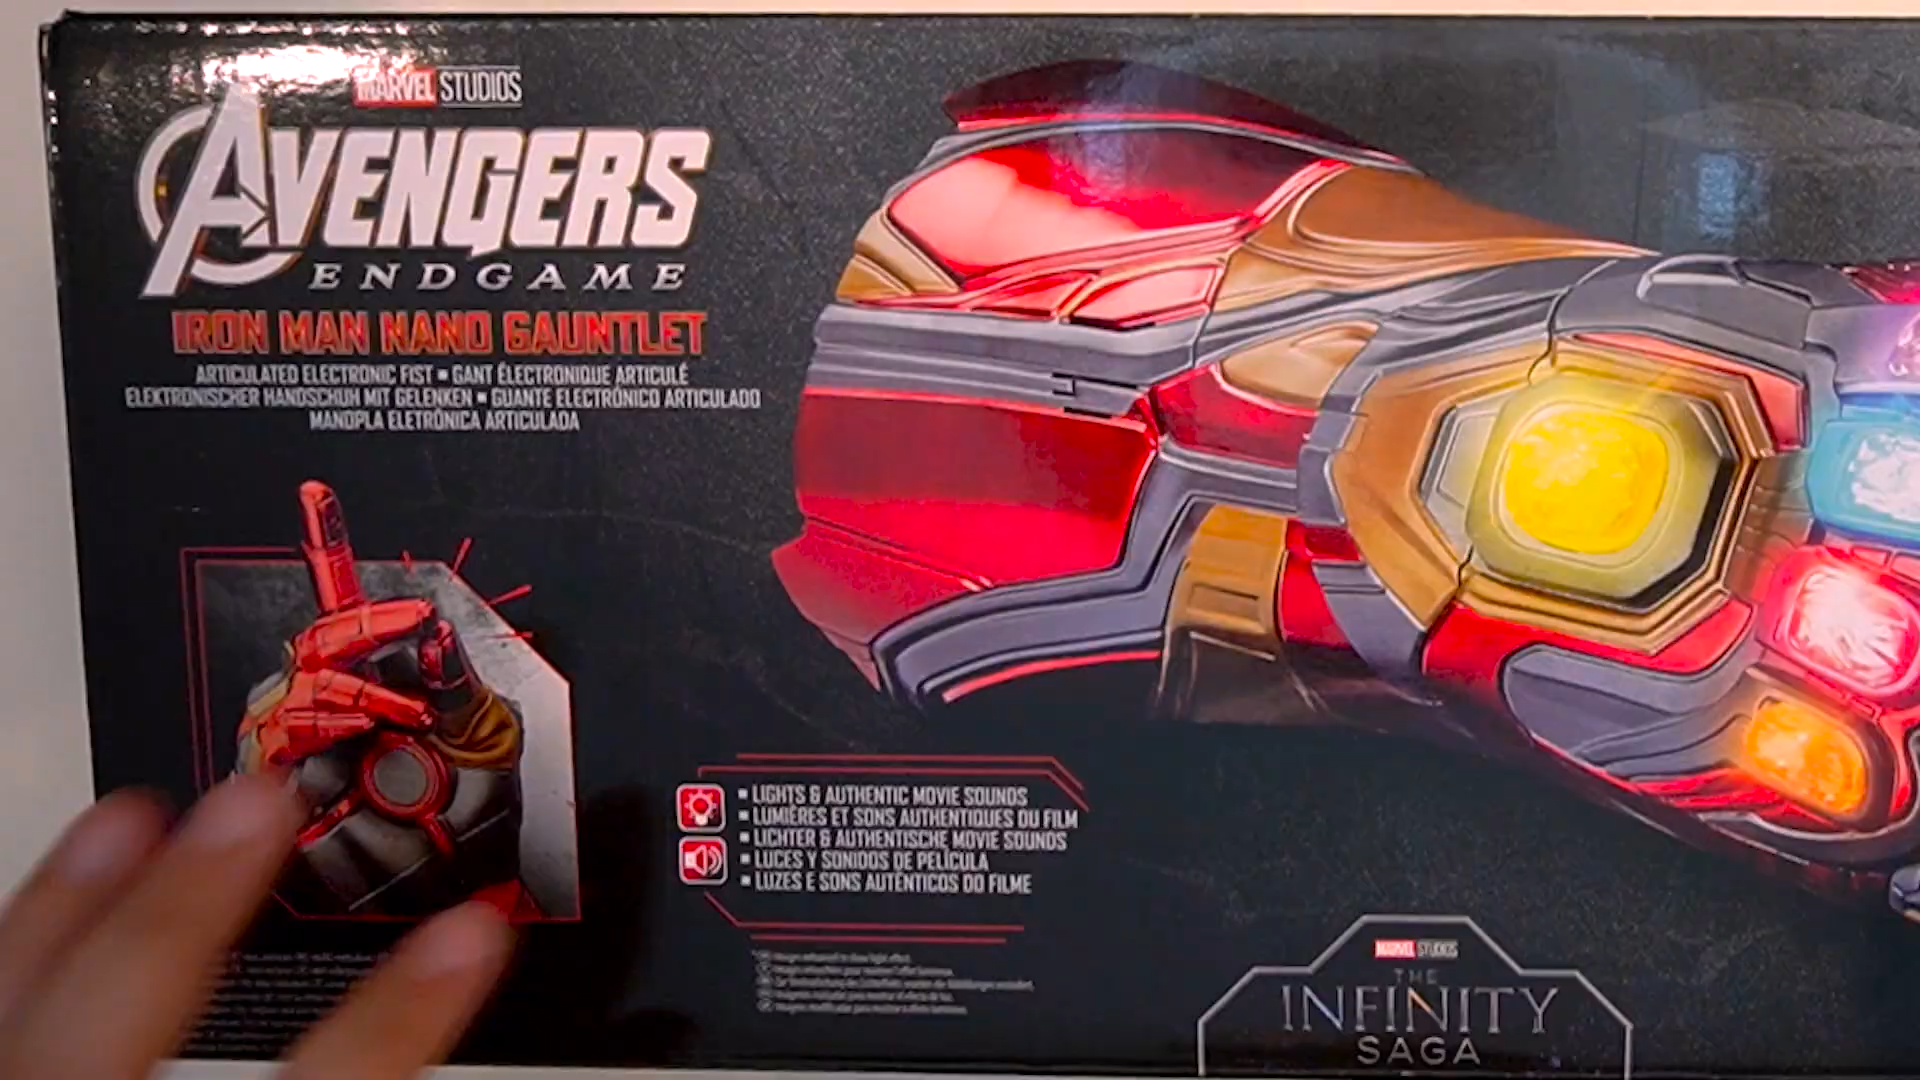 MARVEL STUDIOS
AVENGERS
ENDGAME
IRON MAN NANO GAUNTLET
ARTICULATED ELECTRONIC FIST ▪ GANT ÉLECTRONIQUE ARTICULÉ
ELEKTRONISCHER HANDSCHUH MIT GELENKEN ▪ GUANTE ELECTRÓNICO ARTICULADO
MANOPLA ELETRÔNICA ARTICULADA
▪ LIGHTS & AUTHENTIC MOVIE SOUNDS
▪ LUMIÈRES ET SONS AUTHENTIQUES DU FILM
▪ LICHTER & AUTHENTISCHE MOVIE SOUNDS
▪ LUCES Y SONIDOS DE PELÍCULA
▪ LUZES E SONS AUTÊNTICOS DO FILME
MARVEL STUDIOS
THE
INFINITY
SAGA